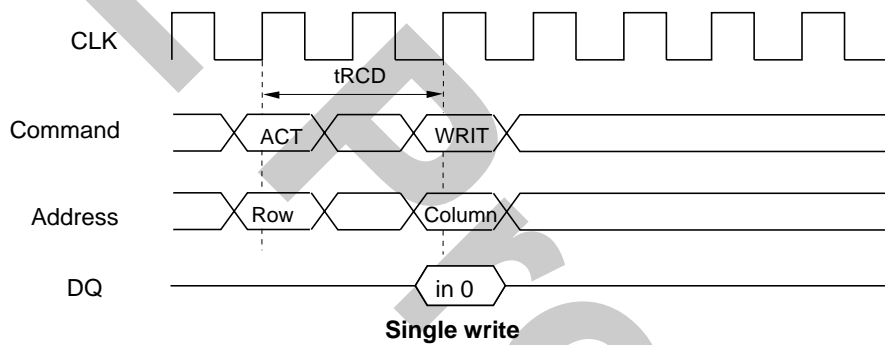 CLK
tRCD
Command ACT WRIT
Address Row Column
DQ in 0
Single write